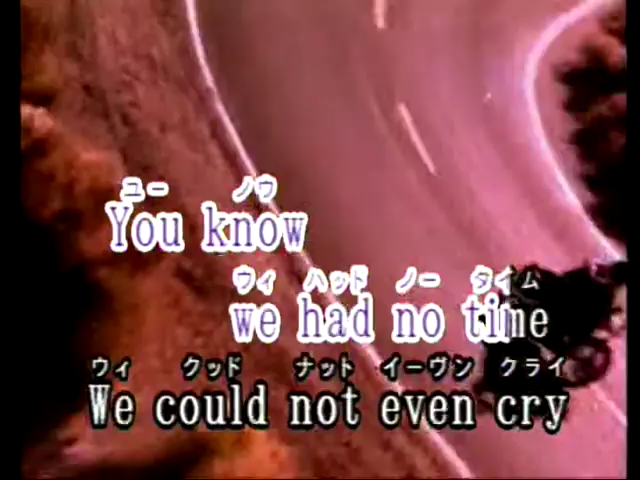 ユー ノウ
You know
ウィ ハッド ノー タイム
we had no time
ウィ クッド ナット イーヴン クライ
We could not even cry